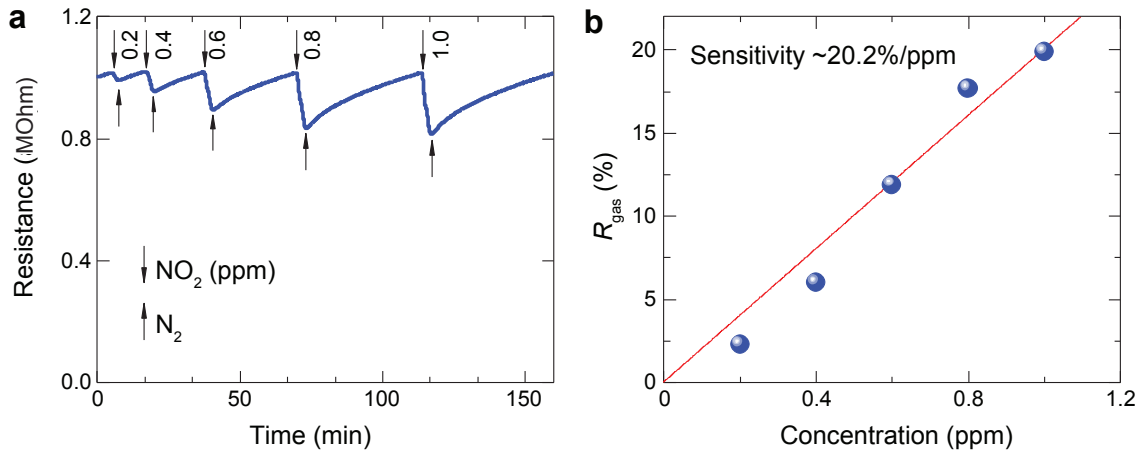 a
1.2
0.8
0.4
0.0
Resistance (MOhm)
0.2
0.4
0.6
0.8
1.0
NO2 (ppm)
N2
0
50
100
150
Time (min)
b
Sensitivity ~20.2%/ppm
20
15
10
5
0
Rgas (%)
0.4
0.8
1.2
Concentration (ppm)